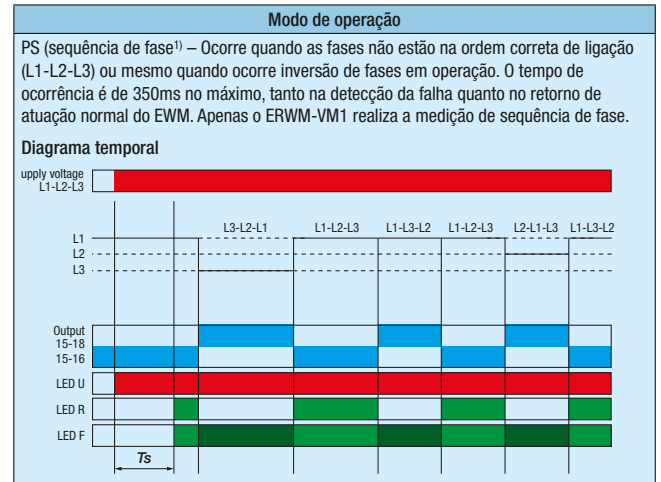 Modo de operação
PS (sequência de fase1) – Ocorre quando as fases não estão na ordem correta de ligação
(L1-L2-L3) ou mesmo quando ocorre inversão de fases em operação. O tempo de
ocorrência é de 350ms no máximo, tanto na detecção da falha quanto no retorno de
atuação normal do EWM. Apenas o ERWM-VM1 realiza a medição de sequência de fase.
Diagrama temporal
upply voltage
L1-L2-L3
L3-L2-L1 L1-L2-L3 L1-L3-L2 L1-L2-L3 L2-L1-L3 L1-L3-L2
L1
L2
L3
Output
15-18
15-16
LED U
LED R
LED F
Ts